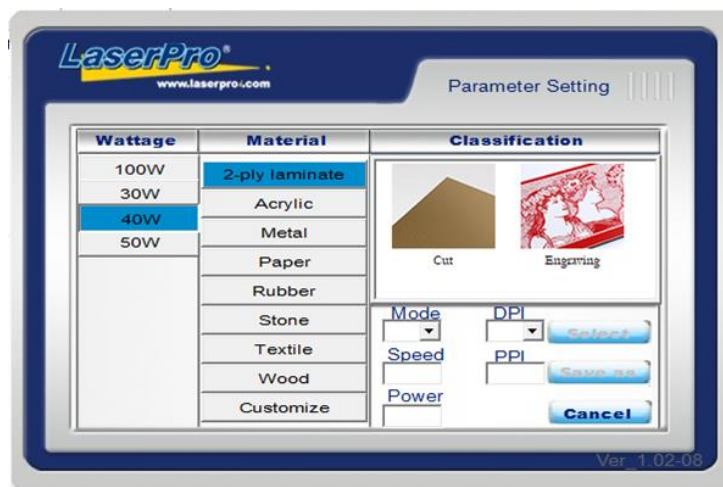 LaserPro®
www.laserpro.com
Parameter Setting
Wattage
Material
Classification
100W
30W
40W
50W
2-ply laminate
Acrylic
Metal
Paper
Rubber
Stone
Textile
Wood
Customize
Cut
Engraving
Mode
DPI
Select
Speed
PPI
Save as
Power
Cancel
Ver_1.02-08